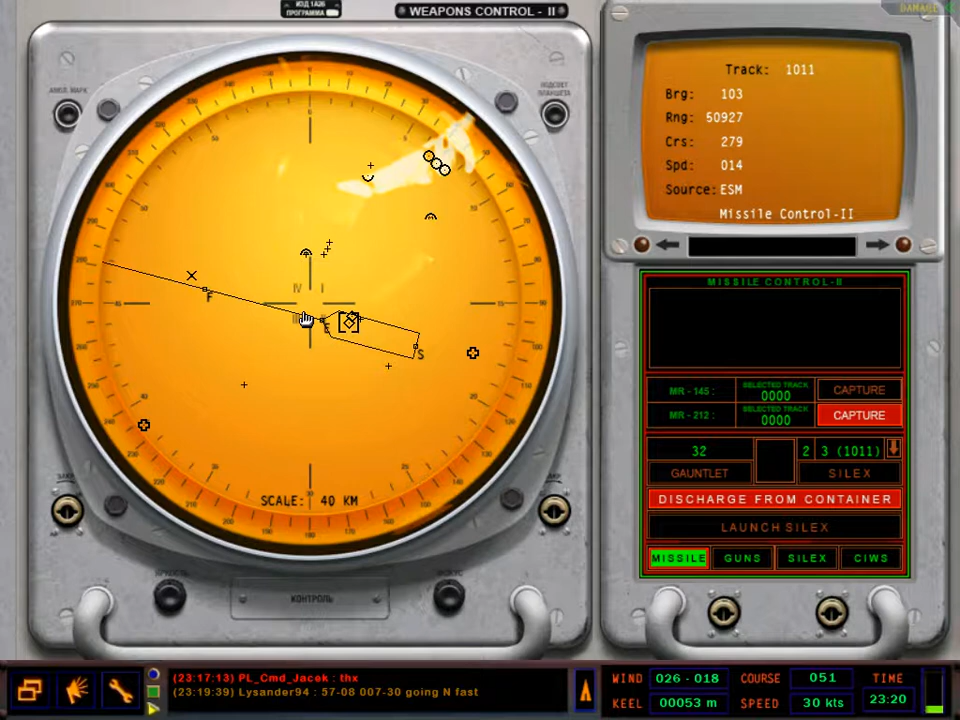 ИЗД 1А26
ПРОГРАММА
WEAPONS CONTROL - II
DAMAGE
ПОДСВЕТ
ПЛАНШЕТА
IV I
F
E
S
SCALE: 40 KM
КОНТРОЛЬ
Track: 1011
Brg: 103
Rng: 50927
Crs: 279
Spd: 014
Source: ESM
Missile Control-II
MISSILE CONTROL-II
MR - 145 : SELECTED TRACK 0000 CAPTURE
MR - 212 : SELECTED TRACK 0000 CAPTURE
32 2 3 (1011)
GAUNTLET SILEX
DISCHARGE FROM CONTAINER
LAUNCH SILEX
MISSILE GUNS SILEX CIWS
(23:17:13) PL_Cmd_Jacek : thx
(23:19:39) Lysander94 : 57-08 007-30 going N fast
WIND 026 - 018 COURSE 051 TIME
KEEL 00053 m SPEED 30 kts 23:20